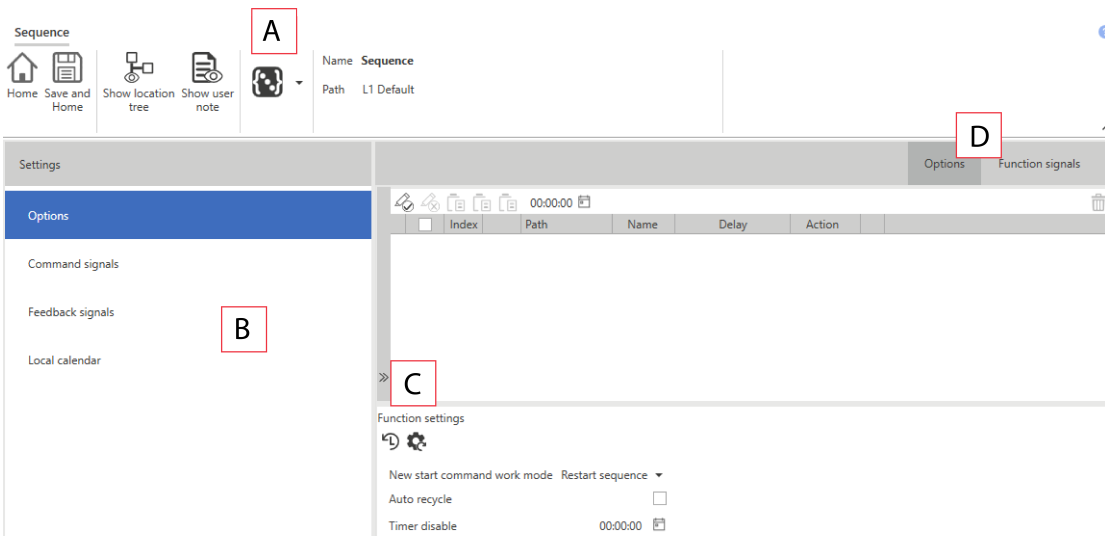 Sequence
A
Home
Save and
Home
Show location
tree
Show user
note
Name Sequence
Path L1 Default
Settings
D
Options
Function signals
Options
Command signals
Feedback signals
Local calendar
B
00:00:00
Index Path Name Delay Action
C
Function settings
New start command work mode Restart sequence
Auto recycle
Timer disable 00:00:00